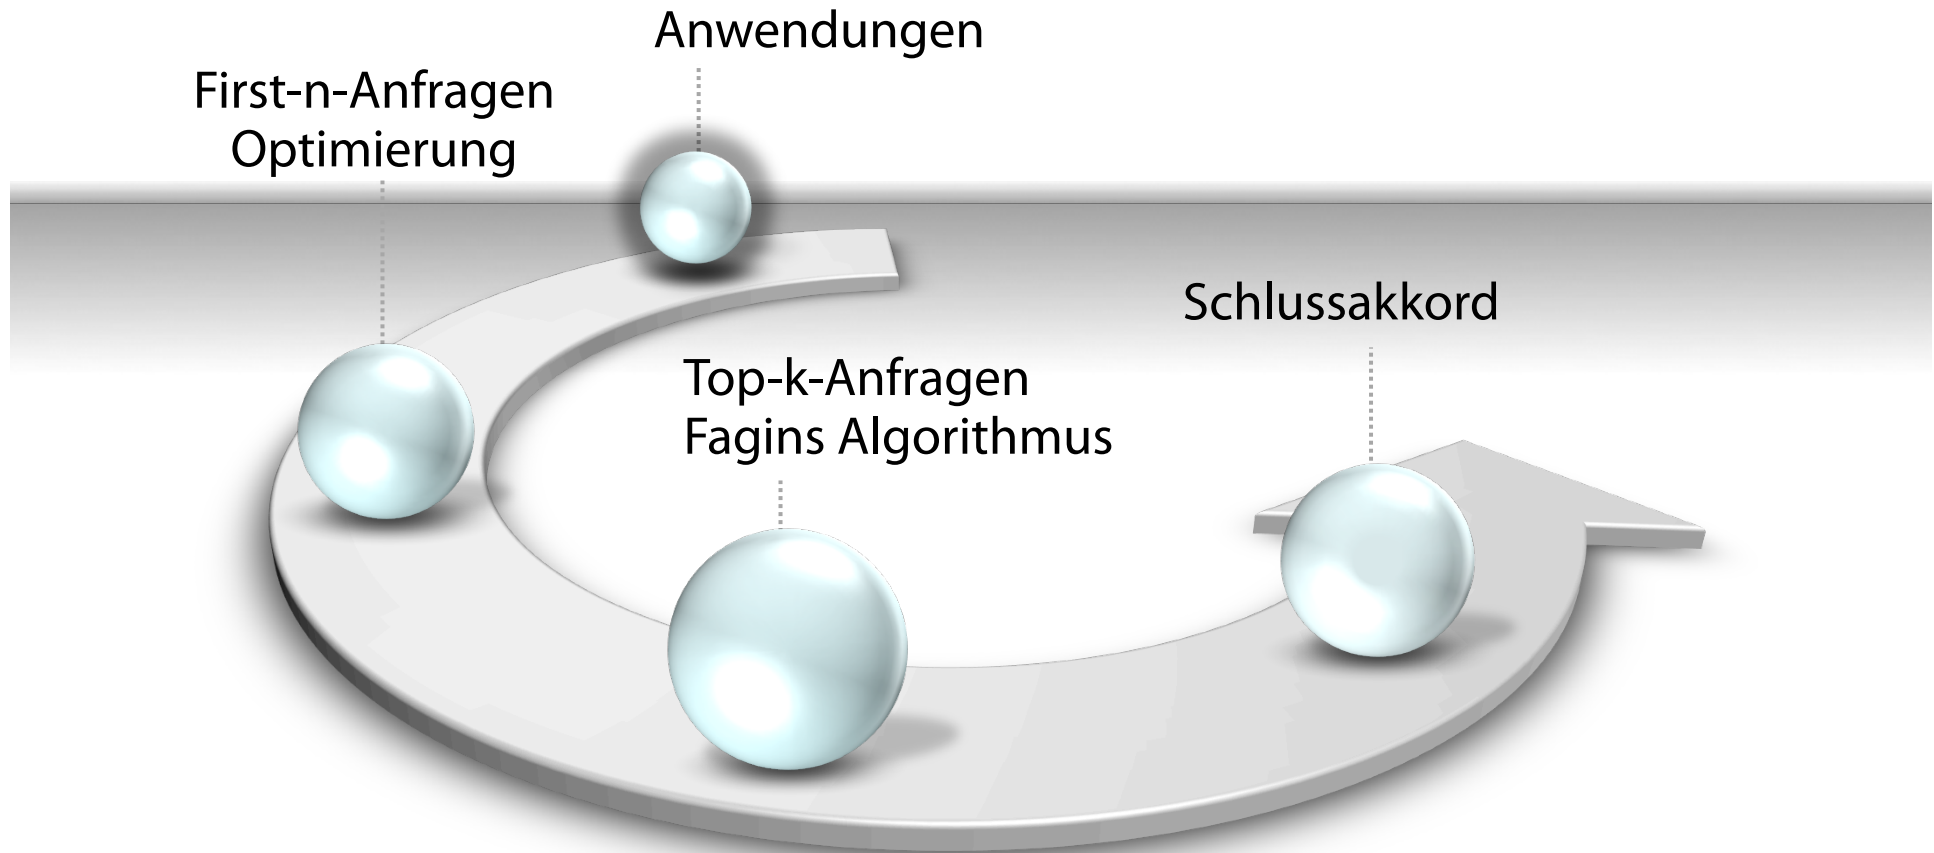 Anwendungen
First-n-Anfragen
Optimierung
Schlussakkord
Top-k-Anfragen
Fagins Algorithmus